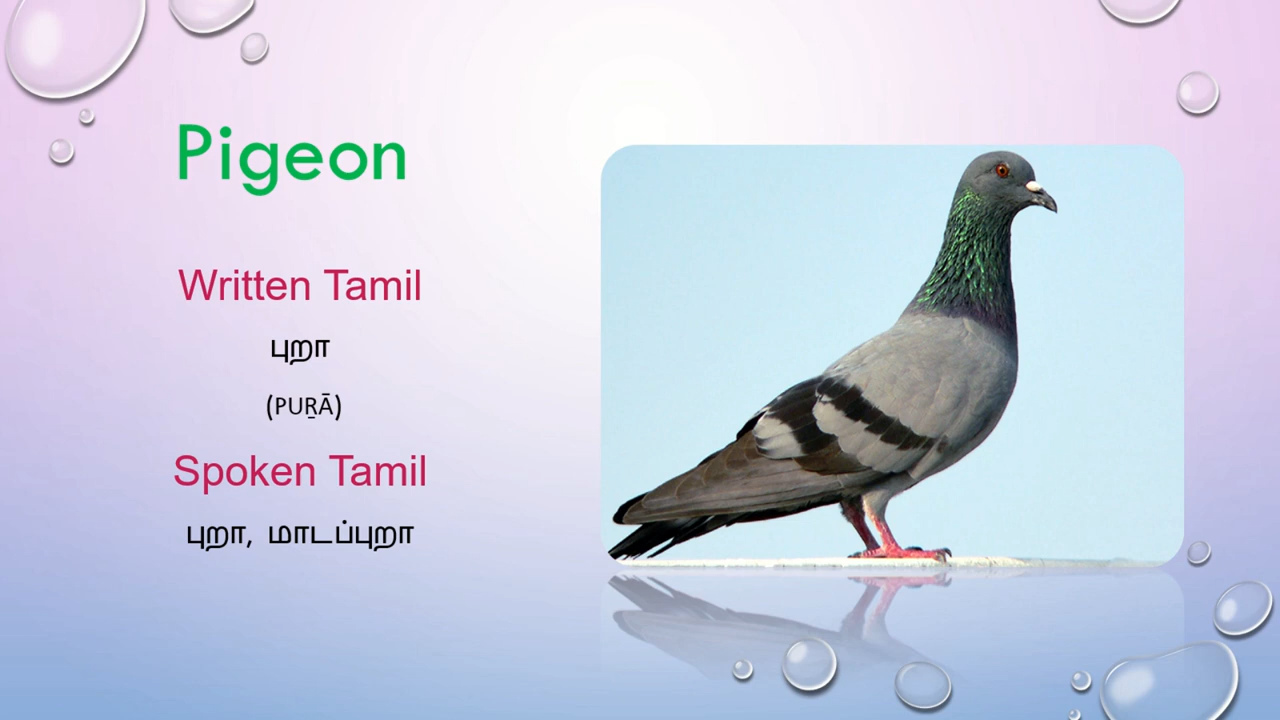 Pigeon
Written Tamil
புறா
(PUṞĀ)
Spoken Tamil
புறா, மாடப்புறா